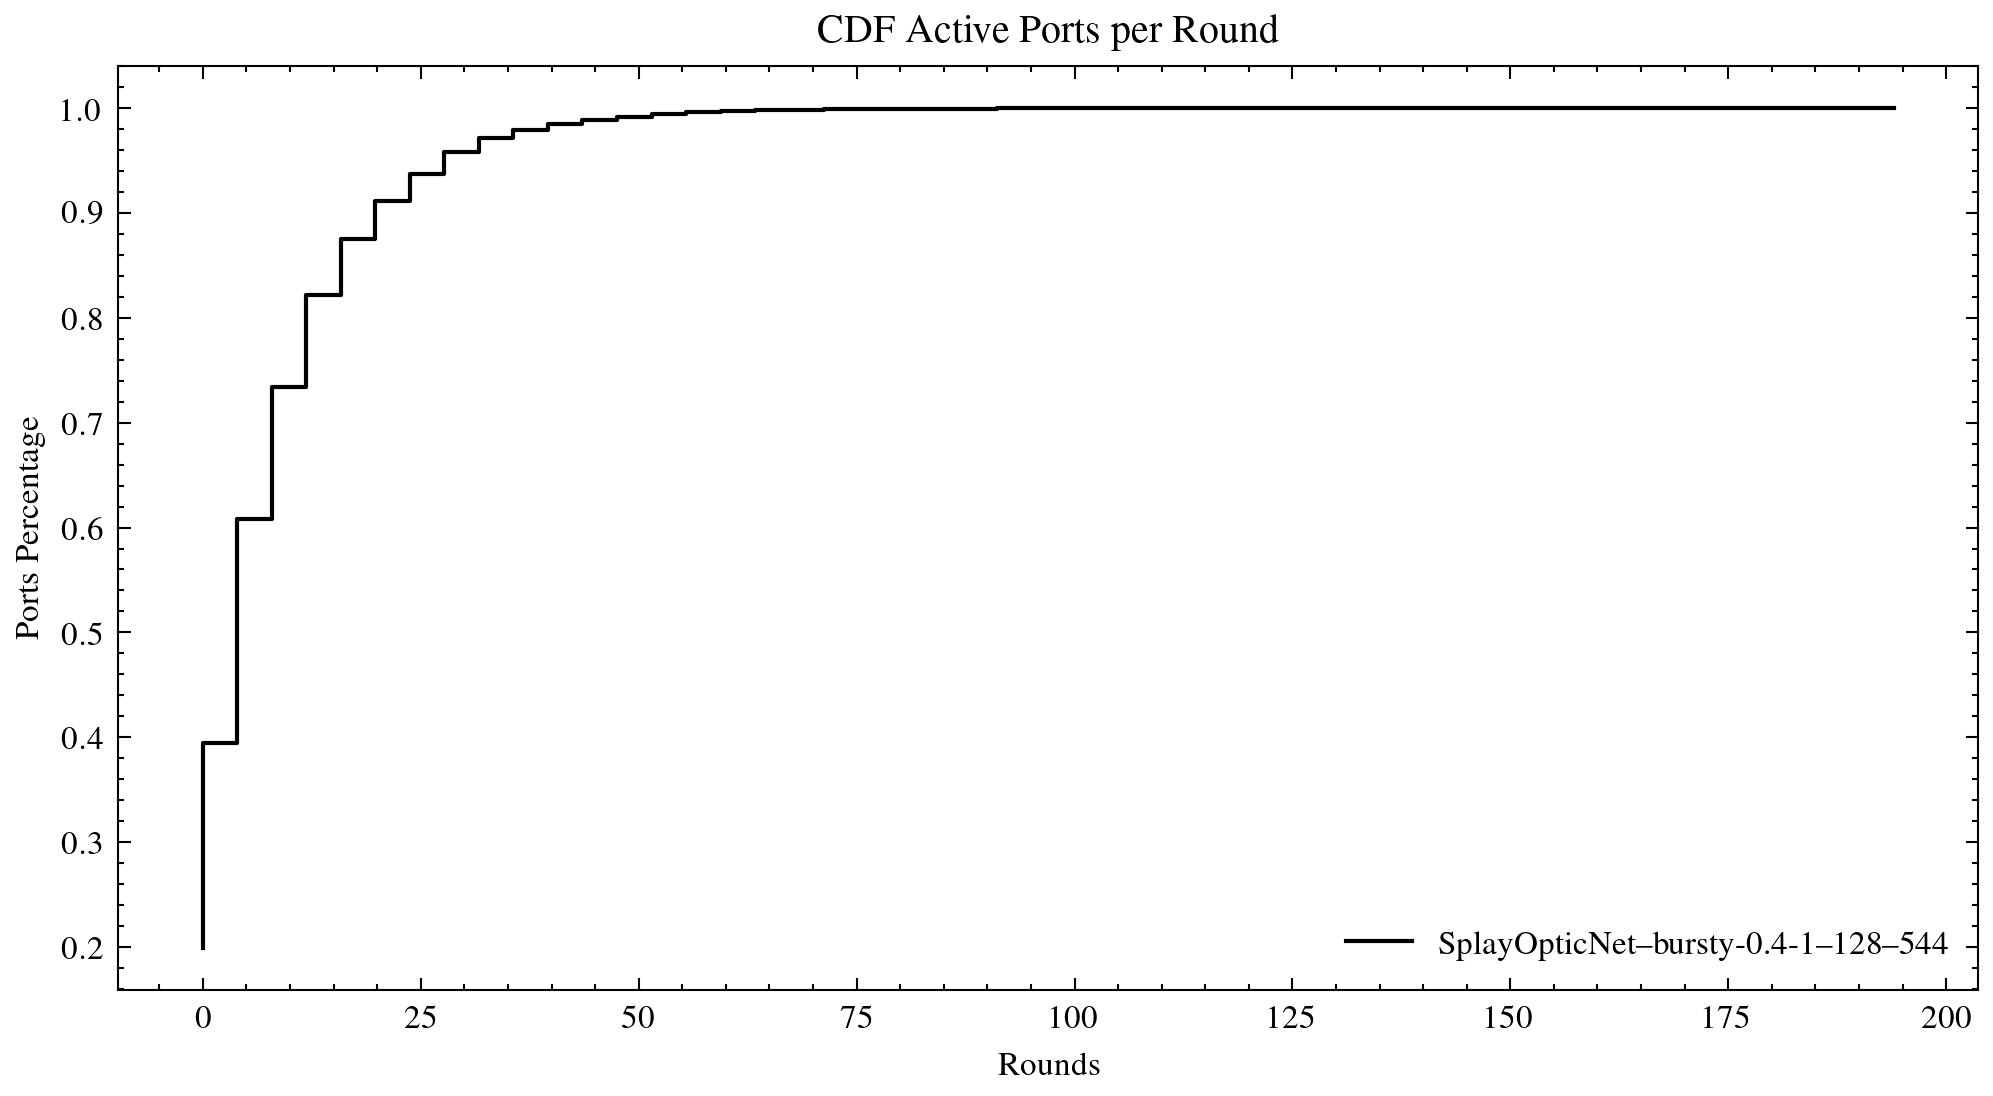 CDF Active Ports per Round
1.0
0.9
0.8
0.7
0.6
0.5
0.4
0.3
0.2
Ports Percentage
SplayOpticNet–bursty-0.4-1–128–544
0 25 50 75 100 125 150 175 200
Rounds